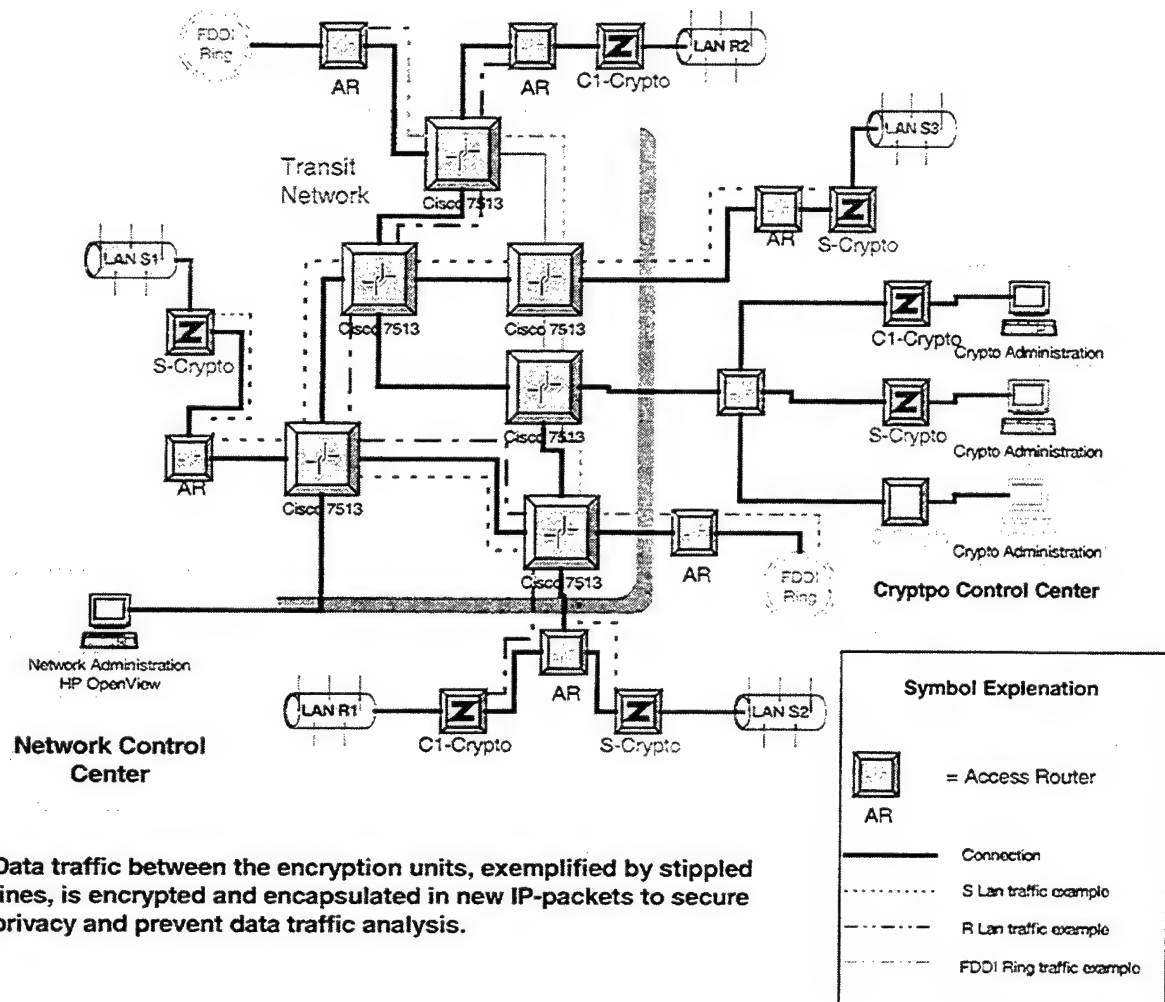 FDDI
Ring
AR
AR
C1-Crypto
LAN R2
LAN S3
Transit
Network
Cisco 7513
AR
S-Crypto
LAN S1
S-Crypto
Cisco 7513
Cisco 7513
C1-Crypto
Crypto Administration
Cisco 7513
S-Crypto
Crypto Administration
AR
Cisco 7513
Cisco 7513
AR
FDDI
Ring
Crypto Administration
Cryptpo Control Center
Network Administration
HP OpenView
AR
LAN R1
C1-Crypto
S-Crypto
LAN S2
Network Control
Center
Symbol Explenation
= Access Router
AR
Connection
S Lan traffic example
R Lan traffic example
FDDI Ring traffic example
Data traffic between the encryption units, exemplified by stippled
lines, is encrypted and encapsulated in new IP-packets to secure
privacy and prevent data traffic analysis.